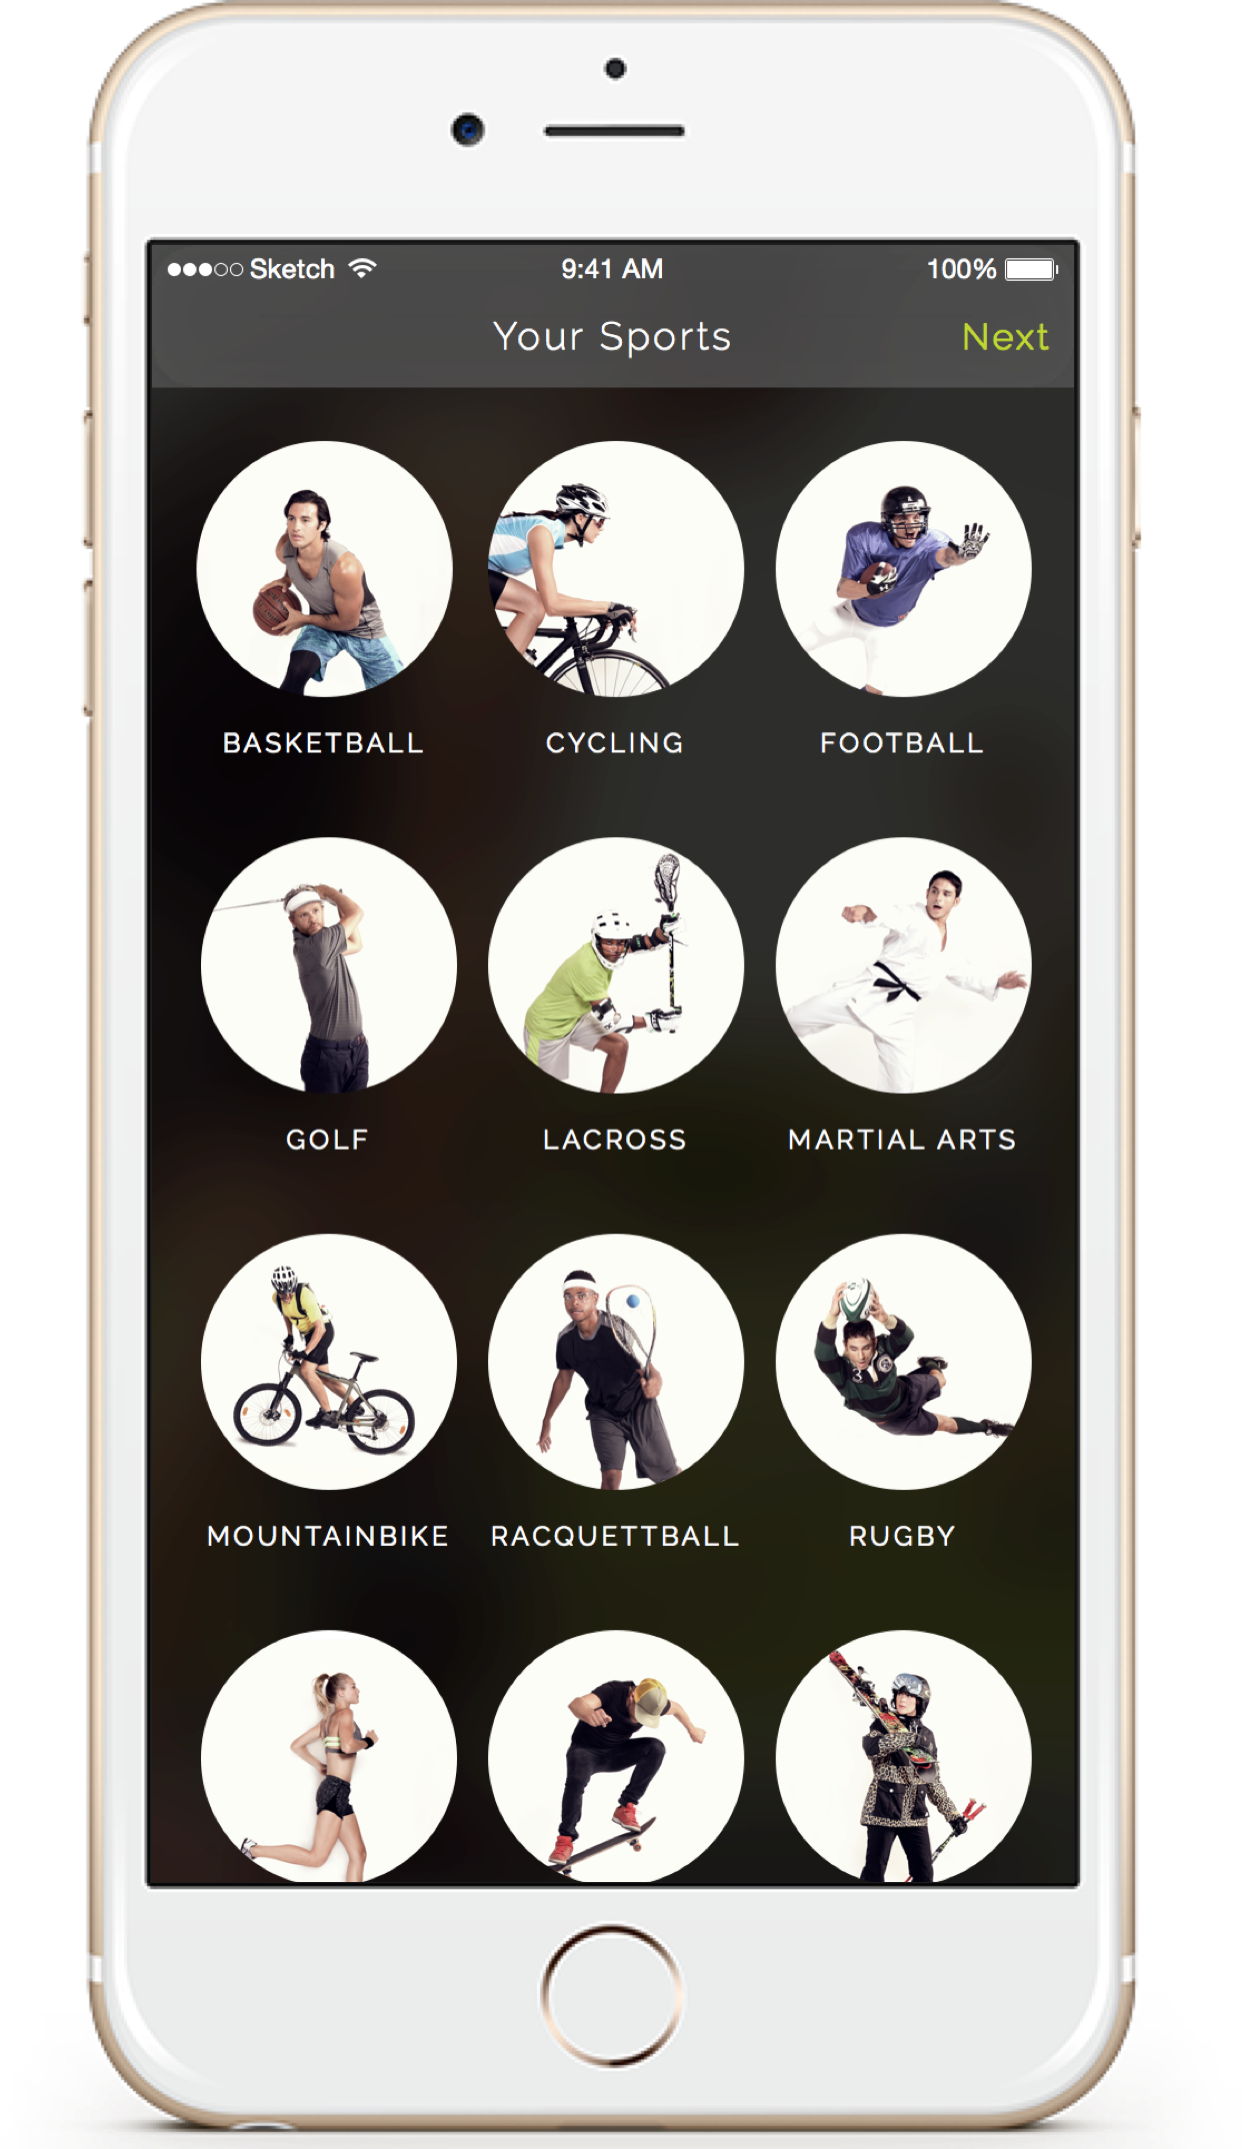 Sketch 9:41 AM 100%
Your Sports Next
BASKETBALL CYCLING FOOTBALL
GOLF LACROSS MARTIAL ARTS
MOUNTAINBIKE RACQUETTBALL RUGBY